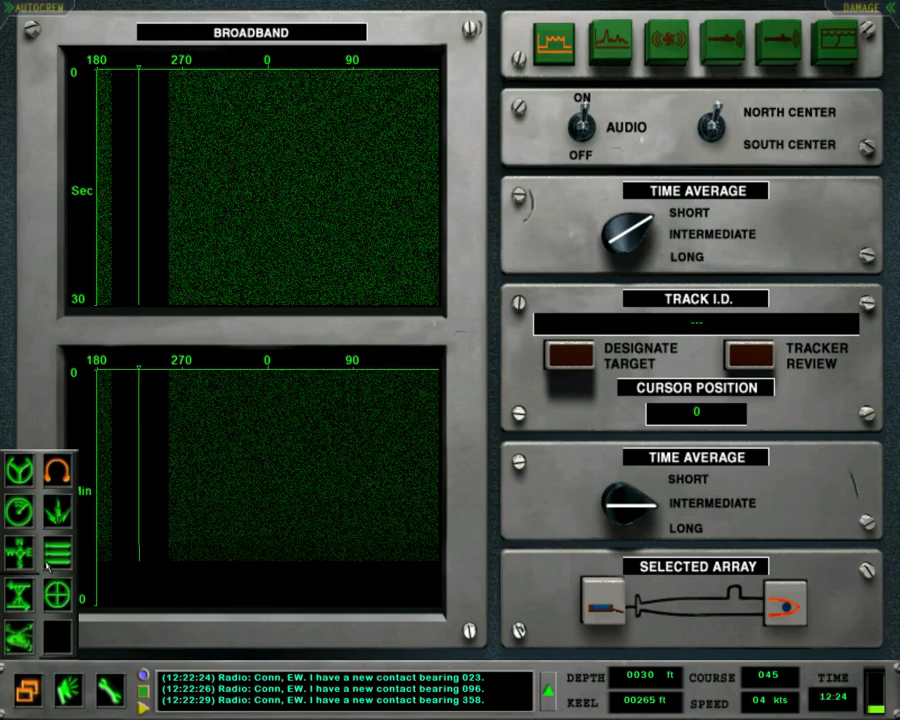 AUTOCREW
DAMAGE
BROADBAND
180 270 0 90
0
Sec
30
180 270 0 90
0
0
ON
AUDIO
OFF
NORTH CENTER
SOUTH CENTER
TIME AVERAGE
SHORT
INTERMEDIATE
LONG
TRACK I.D.
---
DESIGNATE
TARGET
TRACKER
REVIEW
CURSOR POSITION
0
TIME AVERAGE
SHORT
INTERMEDIATE
LONG
SELECTED ARRAY
N
W E
S
(12:22:24) Radio: Conn, EW. I have a new contact bearing 023.
(12:22:26) Radio: Conn, EW. I have a new contact bearing 096.
(12:22:29) Radio: Conn, EW. I have a new contact bearing 358.
DEPTH 0030 ft
KEEL 00265 ft
COURSE 045
SPEED 04 kts
TIME
12:24